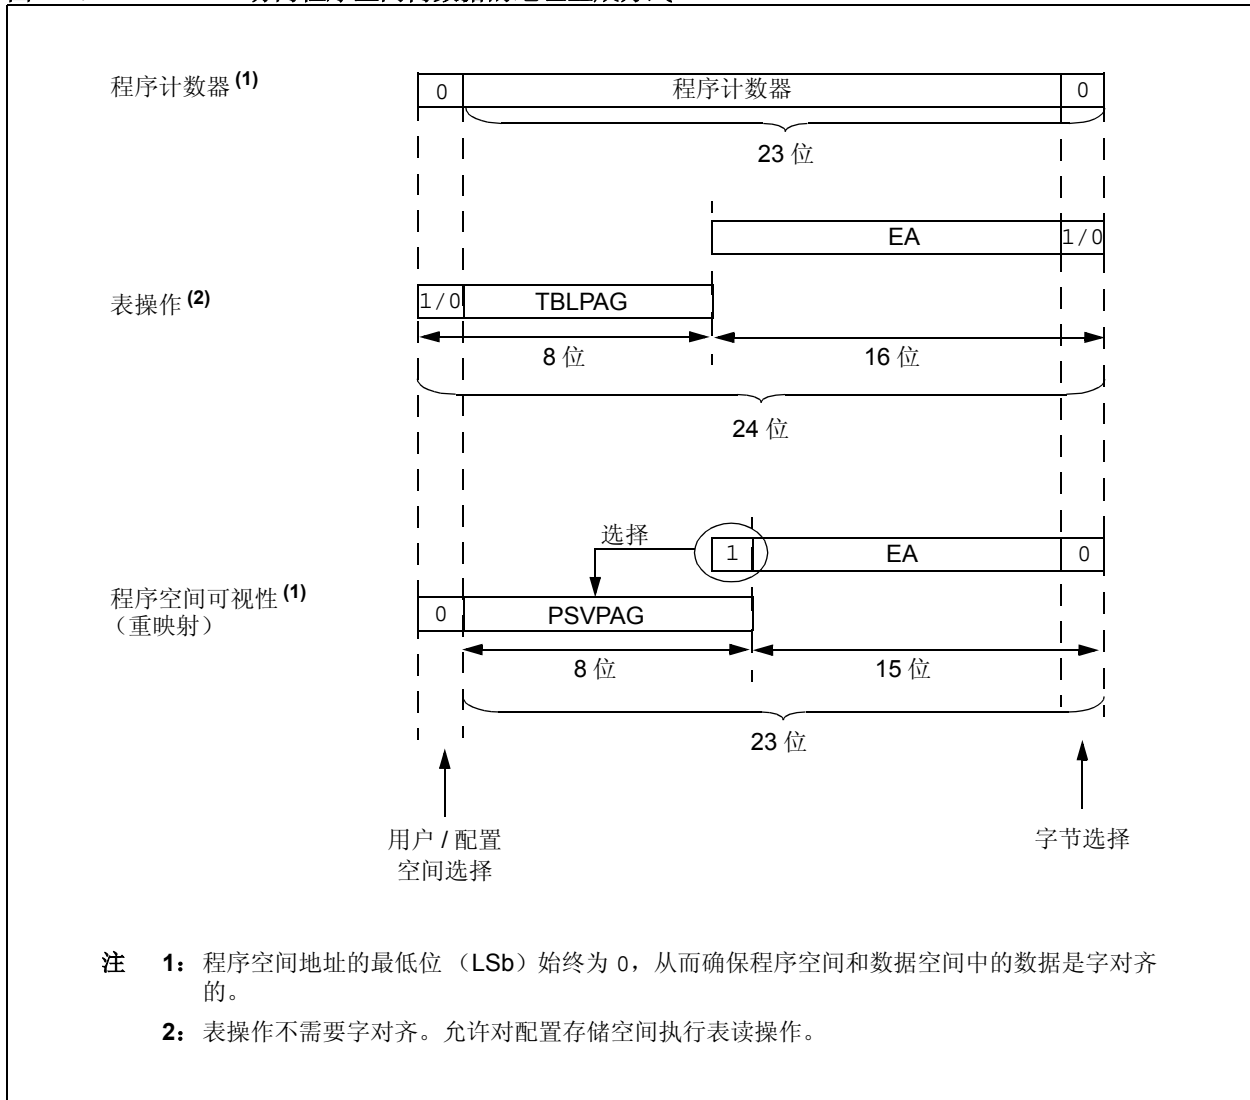 程序计数器 (1)
0 程序计数器 0
23 位
EA 1/0
表操作 (2)
1/0 TBLPAG
8 位 16 位
24 位
选择
1 EA 0
程序空间可视性 (1)
（重映射）
0 PSVPAG
8 位 15 位
23 位
用户 / 配置
空间选择
字节选择
注 1：程序空间地址的最低位 （LSb）始终为 0，从而确保程序空间和数据空间中的数据是字对齐
的。
2：表操作不需要字对齐。允许对配置存储空间执行表读操作。